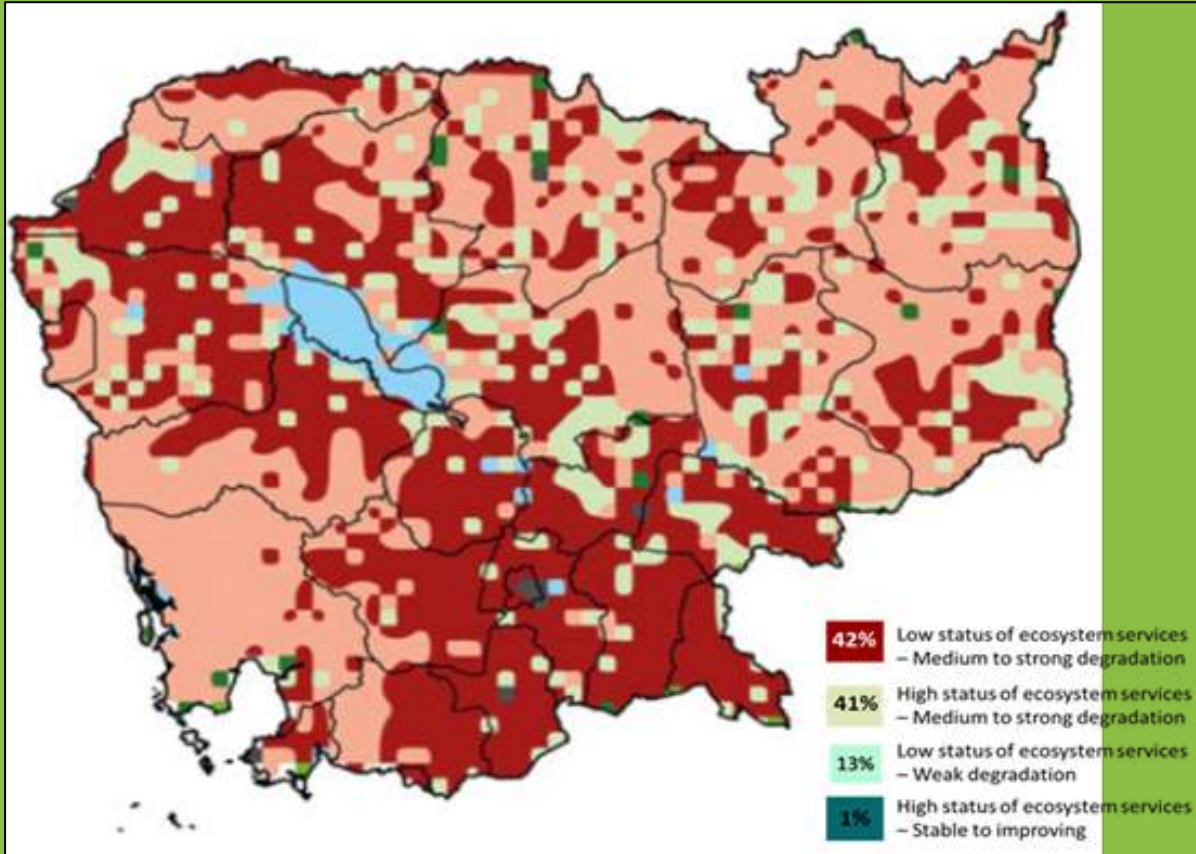 42% Low status of ecosystem services
– Medium to strong degradation
41% High status of ecosystem services
– Medium to strong degradation
13% Low status of ecosystem services
– Weak degradation
1% High status of ecosystem services
– Stable to improving